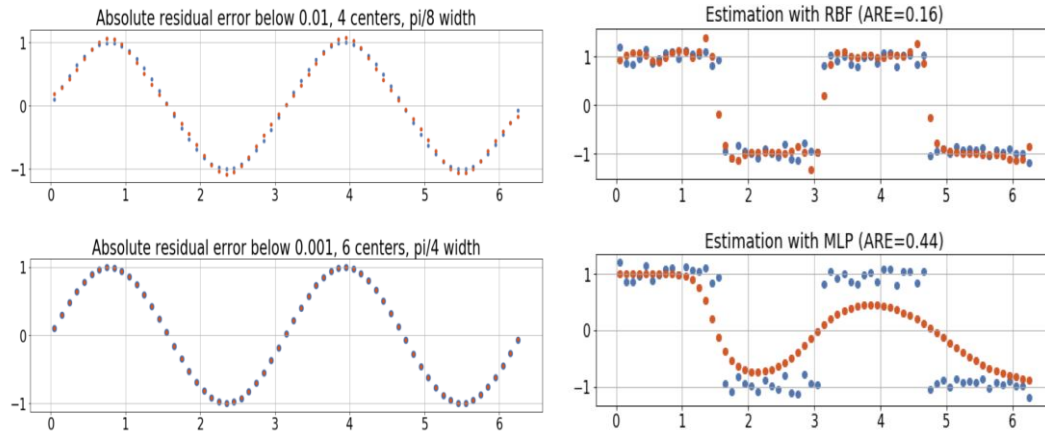 Absolute residual error below 0.01, 4 centers, pi/8 width
1
0
−1
0 1 2 3 4 5 6
Estimation with RBF (ARE=0.16)
1
0
−1
0 1 2 3 4 5 6
Absolute residual error below 0.001, 6 centers, pi/4 width
1
0
−1
0 1 2 3 4 5 6
Estimation with MLP (ARE=0.44)
1
0
−1
0 1 2 3 4 5 6